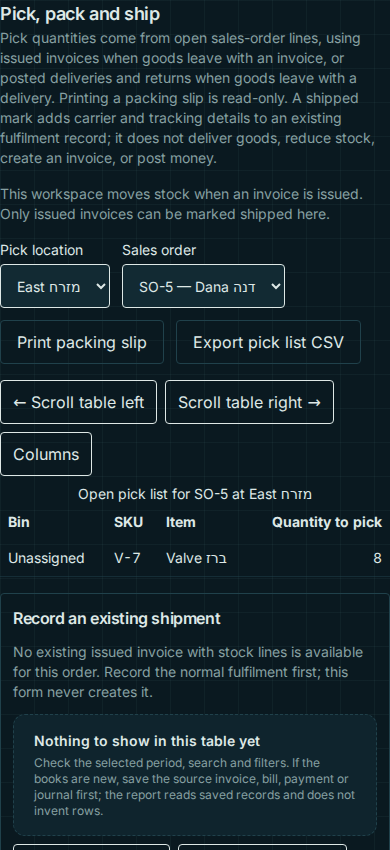 Pick, pack and ship
Pick quantities come from open sales-order lines, using
issued invoices when goods leave with an invoice, or
posted deliveries and returns when goods leave with a
delivery. Printing a packing slip is read-only. A shipped
mark adds carrier and tracking details to an existing
fulfilment record; it does not deliver goods, reduce stock,
create an invoice, or post money.
This workspace moves stock when an invoice is issued.
Only issued invoices can be marked shipped here.
Pick location Sales order
East מזרח SO-5 — Dana דנה
Print packing slip Export pick list CSV
← Scroll table left Scroll table right →
Columns
Open pick list for SO-5 at East מזרח
Bin SKU Item Quantity to pick
Unassigned V-7 Valve ברז 8
Record an existing shipment
No existing issued invoice with stock lines is available
for this order. Record the normal fulfilment first; this
form never creates it.
Nothing to show in this table yet
Check the selected period, search and filters. If the
books are new, save the source invoice, bill, payment or
journal first; the report reads saved records and does not
invent rows.